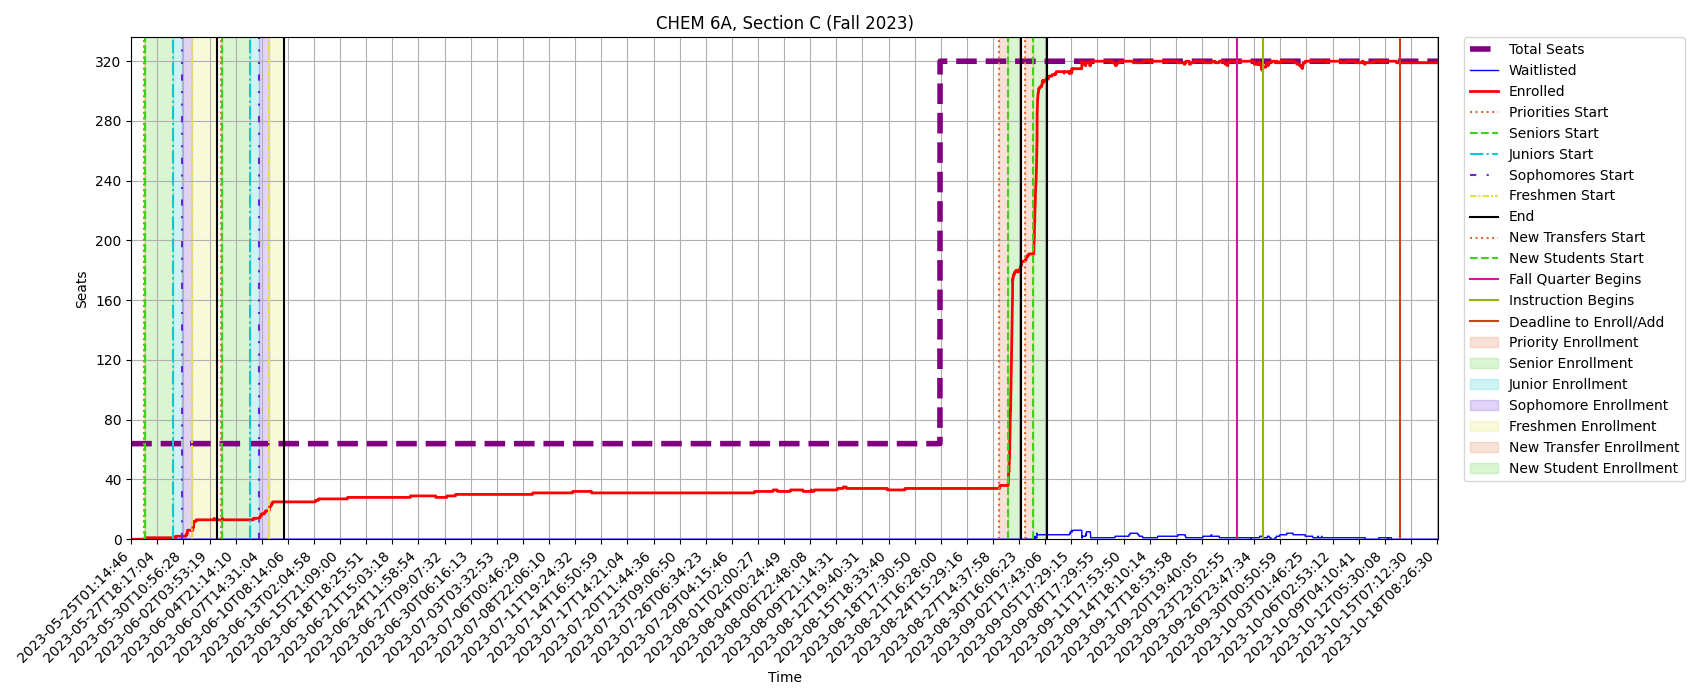 CHEM 6A, Section C (Fall 2023)
320
280
240
200
160
120
80
40
0
Seats
2023-05-25T01:14:46
2023-05-27T18:17:04
2023-05-30T10:56:28
2023-06-02T03:53:19
2023-06-04T21:14:10
2023-06-07T14:31:04
2023-06-10T08:14:06
2023-06-13T02:04:58
2023-06-15T21:09:00
2023-06-18T18:25:51
2023-06-21T15:03:18
2023-06-24T11:58:54
2023-06-27T09:07:32
2023-06-30T06:16:13
2023-07-03T03:32:53
2023-07-06T00:46:29
2023-07-08T22:06:10
2023-07-11T19:24:32
2023-07-14T16:50:59
2023-07-17T14:21:04
2023-07-20T11:44:36
2023-07-23T09:06:50
2023-07-26T06:34:23
2023-07-29T04:15:46
2023-08-01T02:00:27
2023-08-04T00:24:49
2023-08-06T22:48:08
2023-08-09T21:14:31
2023-08-12T19:40:31
2023-08-15T18:33:40
2023-08-18T17:30:50
2023-08-21T16:28:00
2023-08-24T15:29:16
2023-08-27T14:37:58
2023-08-30T16:06:23
2023-09-02T17:43:06
2023-09-05T17:29:15
2023-09-08T17:29:55
2023-09-11T17:53:50
2023-09-14T18:10:14
2023-09-17T18:53:58
2023-09-20T19:40:05
2023-09-23T23:02:55
2023-09-26T23:47:34
2023-09-30T00:50:59
2023-10-03T01:46:25
2023-10-06T02:53:12
2023-10-09T04:10:41
2023-10-12T05:30:08
2023-10-15T07:12:30
2023-10-18T08:26:30
Time
Total Seats
Waitlisted
Enrolled
Priorities Start
Seniors Start
Juniors Start
Sophomores Start
Freshmen Start
End
New Transfers Start
New Students Start
Fall Quarter Begins
Instruction Begins
Deadline to Enroll/Add
Priority Enrollment
Senior Enrollment
Junior Enrollment
Sophomore Enrollment
Freshmen Enrollment
New Transfer Enrollment
New Student Enrollment